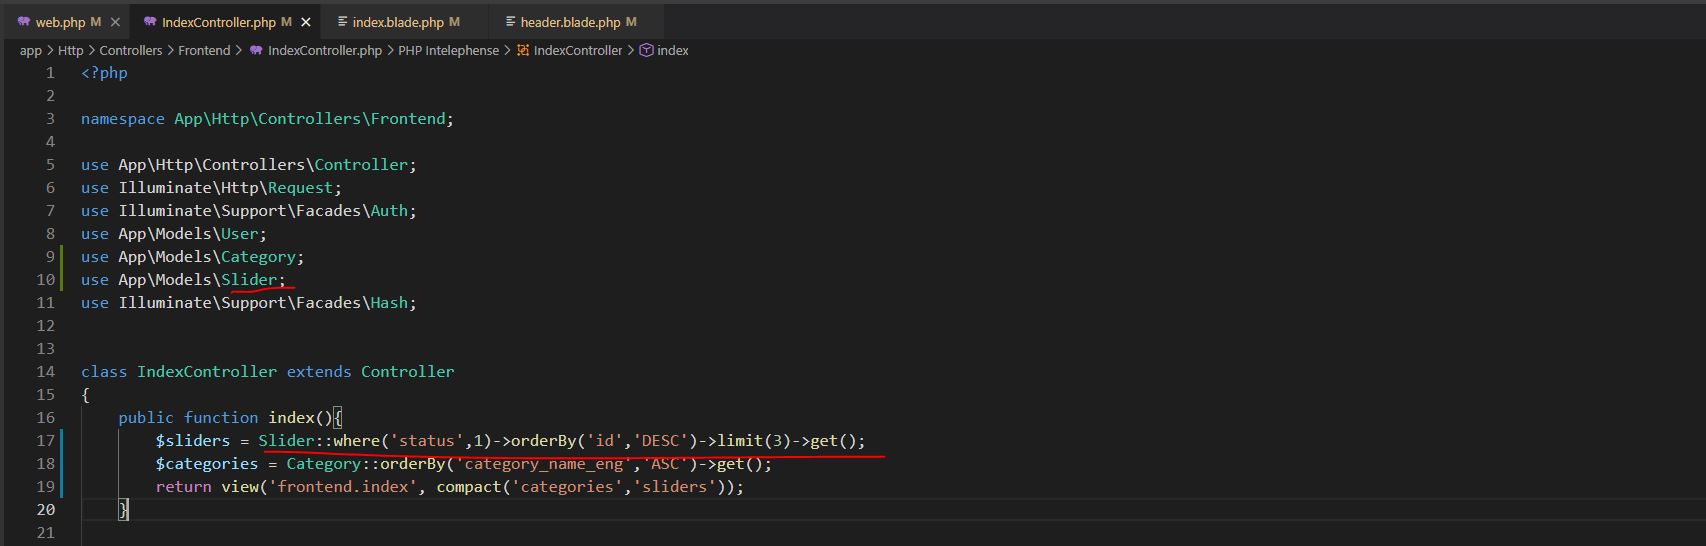 web.php M
IndexController.php M
index.blade.php M
header.blade.php M
app > Http > Controllers > Frontend > IndexController.php > PHP Intelephense > IndexController > index
1 <?php
2
3 namespace App\Http\Controllers\Frontend;
4
5 use App\Http\Controllers\Controller;
6 use Illuminate\Http\Request;
7 use Illuminate\Support\Facades\Auth;
8 use App\Models\User;
9 use App\Models\Category;
10 use App\Models\Slider;
11 use Illuminate\Support\Facades\Hash;
12
13
14 class IndexController extends Controller
15 {
16     public function index(){
17         $sliders = Slider::where('status',1)->orderBy('id','DESC')->limit(3)->get();
18         $categories = Category::orderBy('category_name_eng','ASC')->get();
19         return view('frontend.index', compact('categories','sliders'));
20     }
21